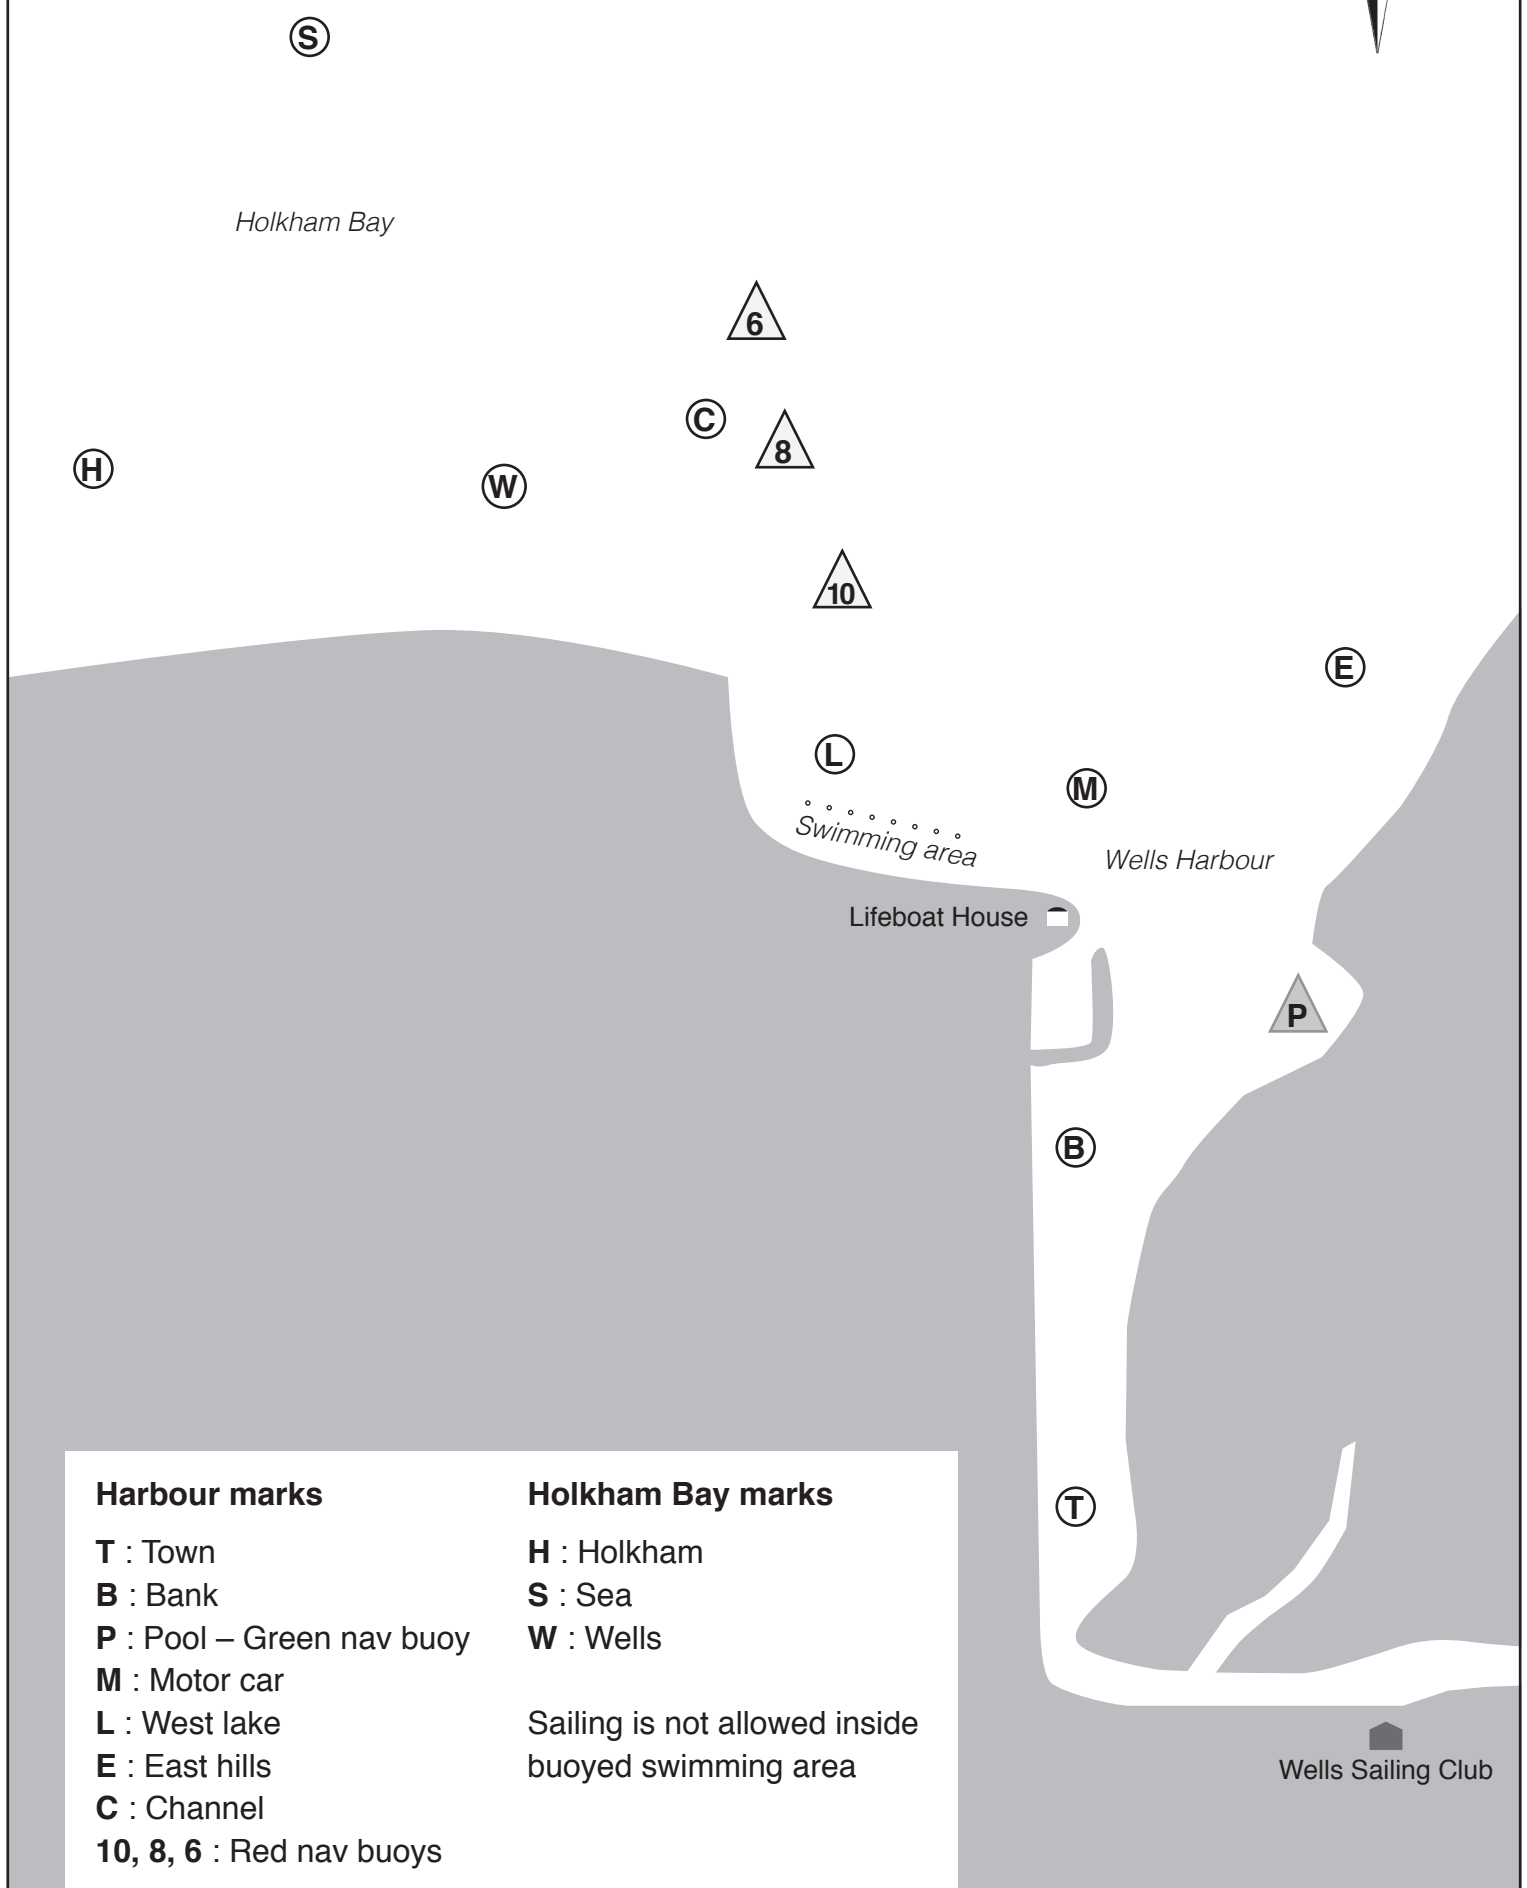 S
Holkham Bay
6
C
8
H
W
10
E
L
M
Swimming area
Wells Harbour
Lifeboat House
P
B
T
Harbour marks
T : Town
B : Bank
P : Pool – Green nav buoy
M : Motor car
L : West lake
E : East hills
C : Channel
10, 8, 6 : Red nav buoys
Holkham Bay marks
H : Holkham
S : Sea
W : Wells
Sailing is not allowed inside
buoyed swimming area
Wells Sailing Club